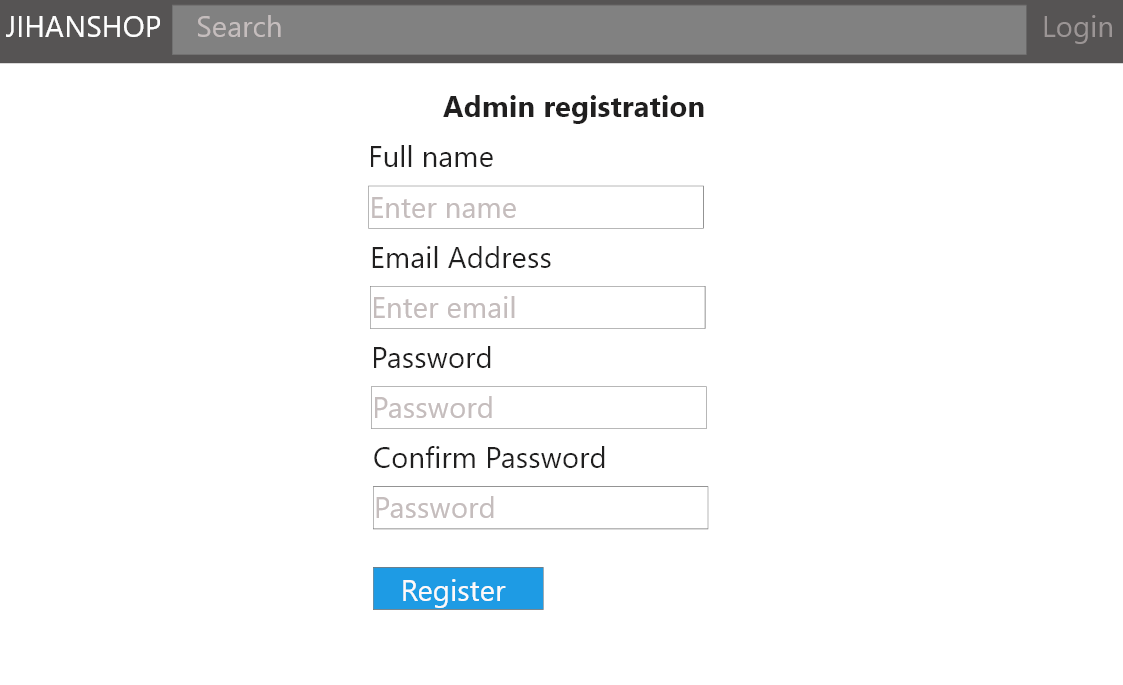 JIHANSHOP Search Login
Admin registration
Full name
Enter name
Email Address
Enter email
Password
Password
Confirm Password
Password
Register